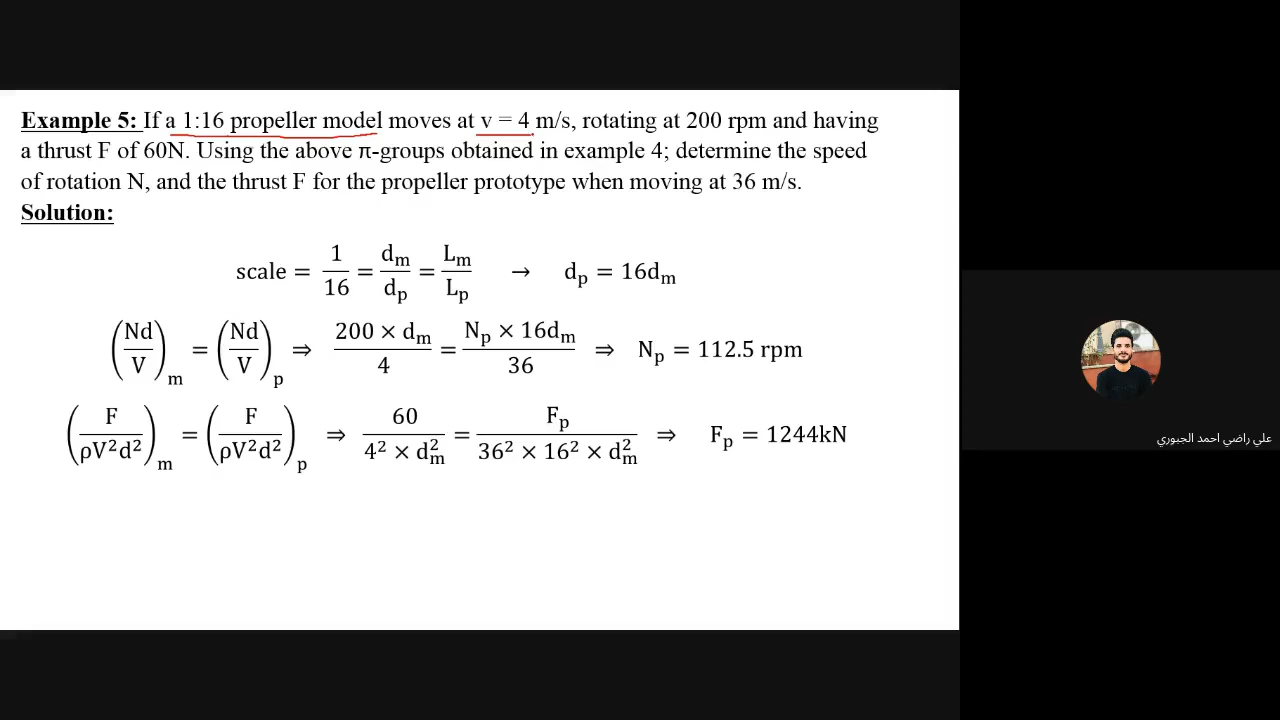 Example 5: If a 1:16 propeller model moves at v = 4 m/s, rotating at 200 rpm and having
a thrust F of 60N. Using the above π-groups obtained in example 4; determine the speed
of rotation N, and the thrust F for the propeller prototype when moving at 36 m/s.
Solution:
scale = 1/16 = dₘ/dₚ = Lₘ/Lₚ → dₚ = 16dₘ
(Nd/V)ₘ = (Nd/V)ₚ ⇒ (200 × dₘ)/4 = (Nₚ × 16dₘ)/36 ⇒ Nₚ = 112.5 rpm
(F/ρV²d²)ₘ = (F/ρV²d²)ₚ ⇒ 60/(4² × dₘ²) = Fₚ/(36² × 16² × dₘ²) ⇒ Fₚ = 1244kN
علي راضي احمد الجبوري